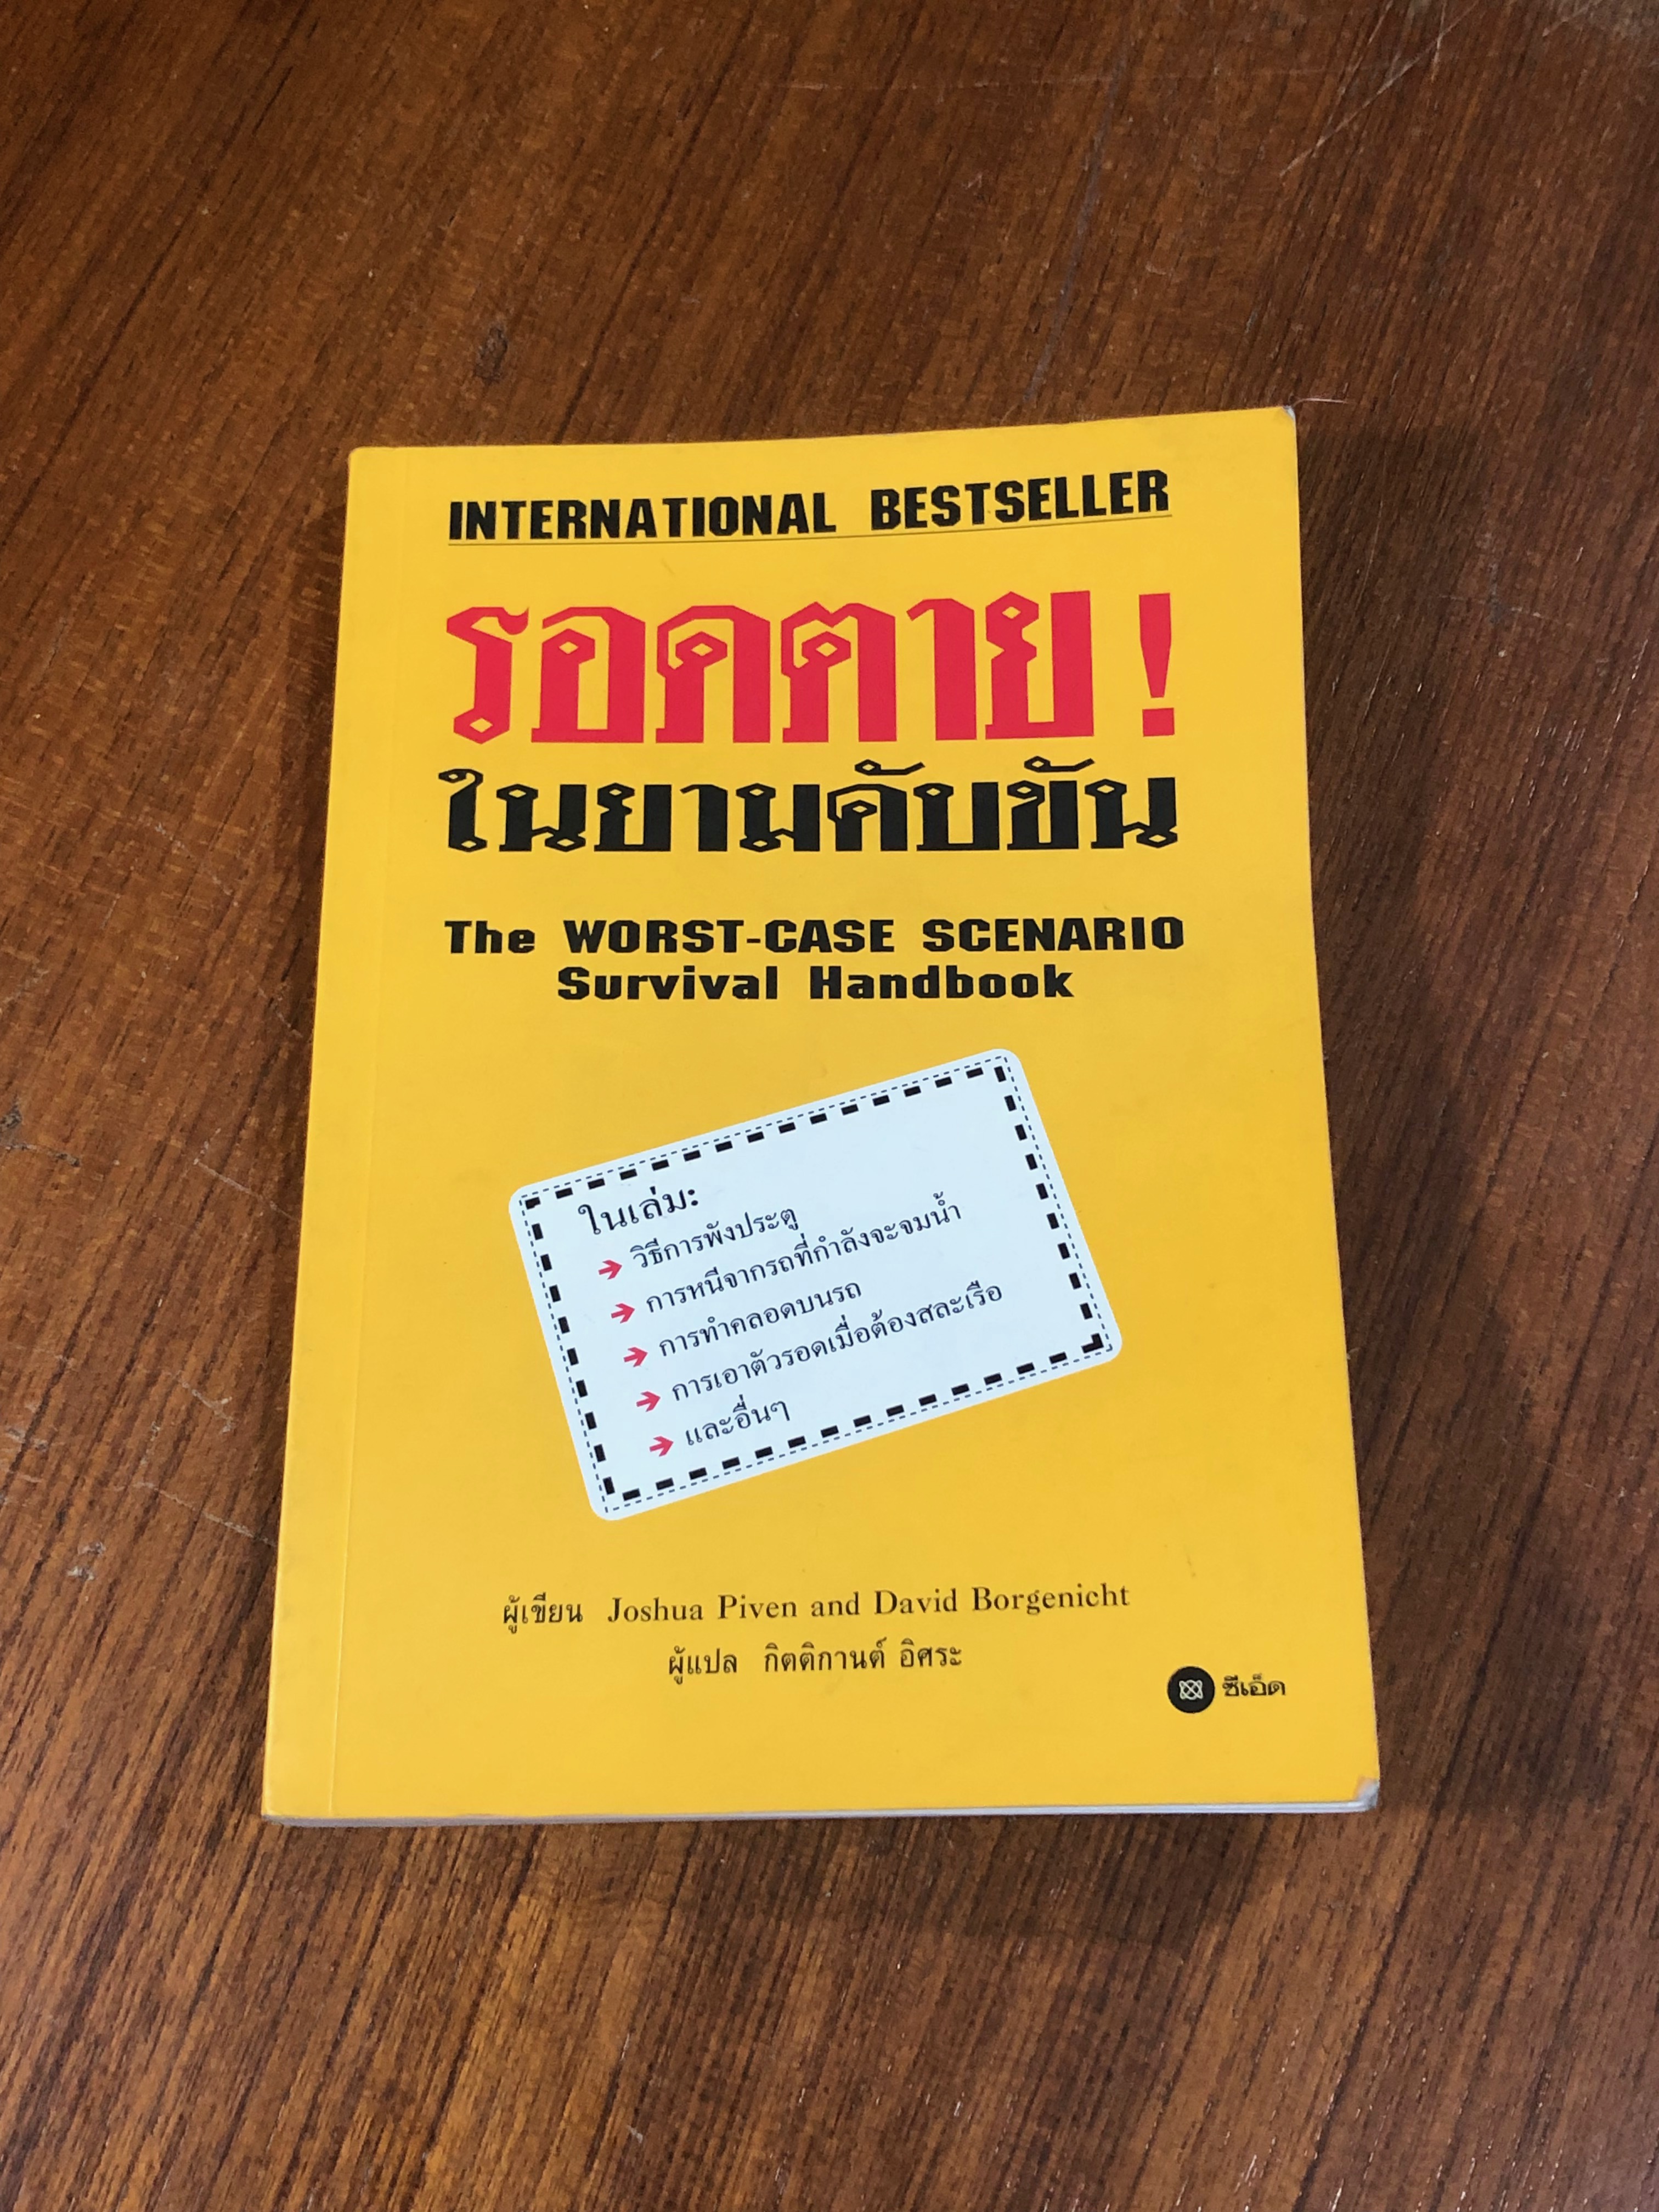 INTERNATIONAL BESTSELLER
รอดตาย!
ในยามคับขัน
The WORST-CASE SCENARIO
Survival Handbook
ในเล่ม:
➔ วิธีการพังประตู
➔ การหนีจากรถที่กำลังจะจมน้ำ
➔ การทำคลอดบนรถ
➔ การเอาตัวรอดเมื่อต้องสละเรือ
➔ และอื่นๆ
ผู้เขียน Joshua Piven and David Borgenicht
ผู้แปล กิตติกานต์ อิศระ
ซีเอ็ด